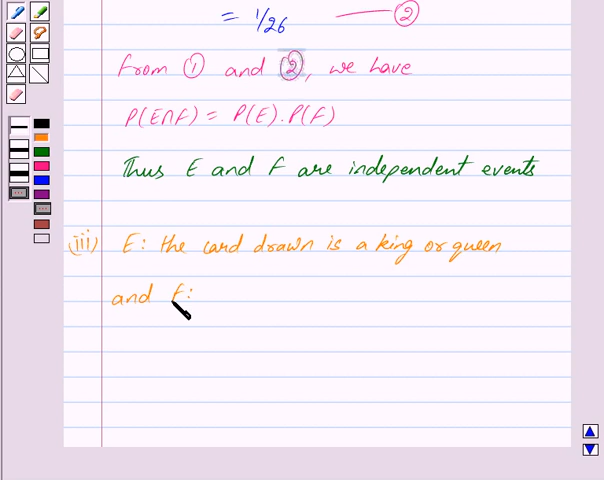 = 1/26 ——— ②
from ① and ②, we have
P(E∩F) = P(E).P(F)
Thus E and F are independent events
(iii) E: the card drawn is a king or queen
and F: